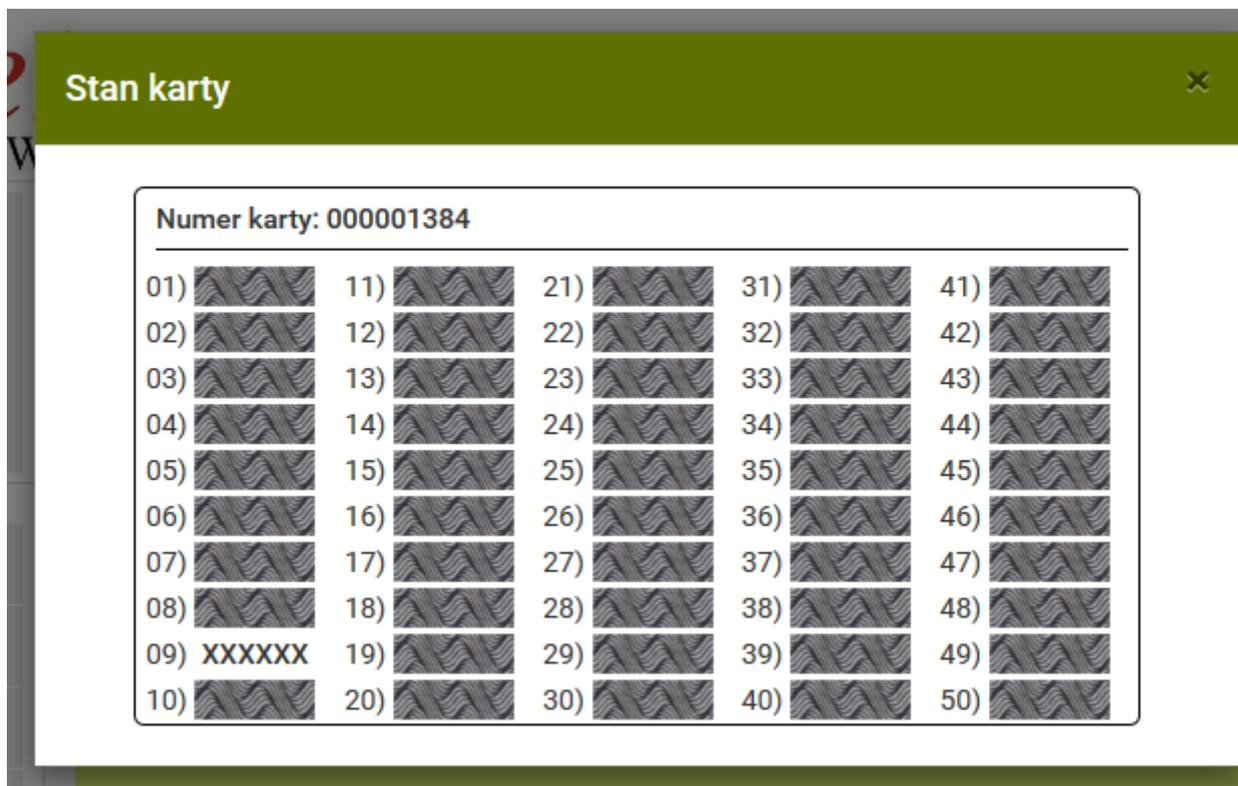 Stan karty
×
W
Numer karty: 000001384
01) 11) 21) 31) 41)
02) 12) 22) 32) 42)
03) 13) 23) 33) 43)
04) 14) 24) 34) 44)
05) 15) 25) 35) 45)
06) 16) 26) 36) 46)
07) 17) 27) 37) 47)
08) 18) 28) 38) 48)
09) XXXXXX 19) 29) 39) 49)
10) 20) 30) 40) 50)